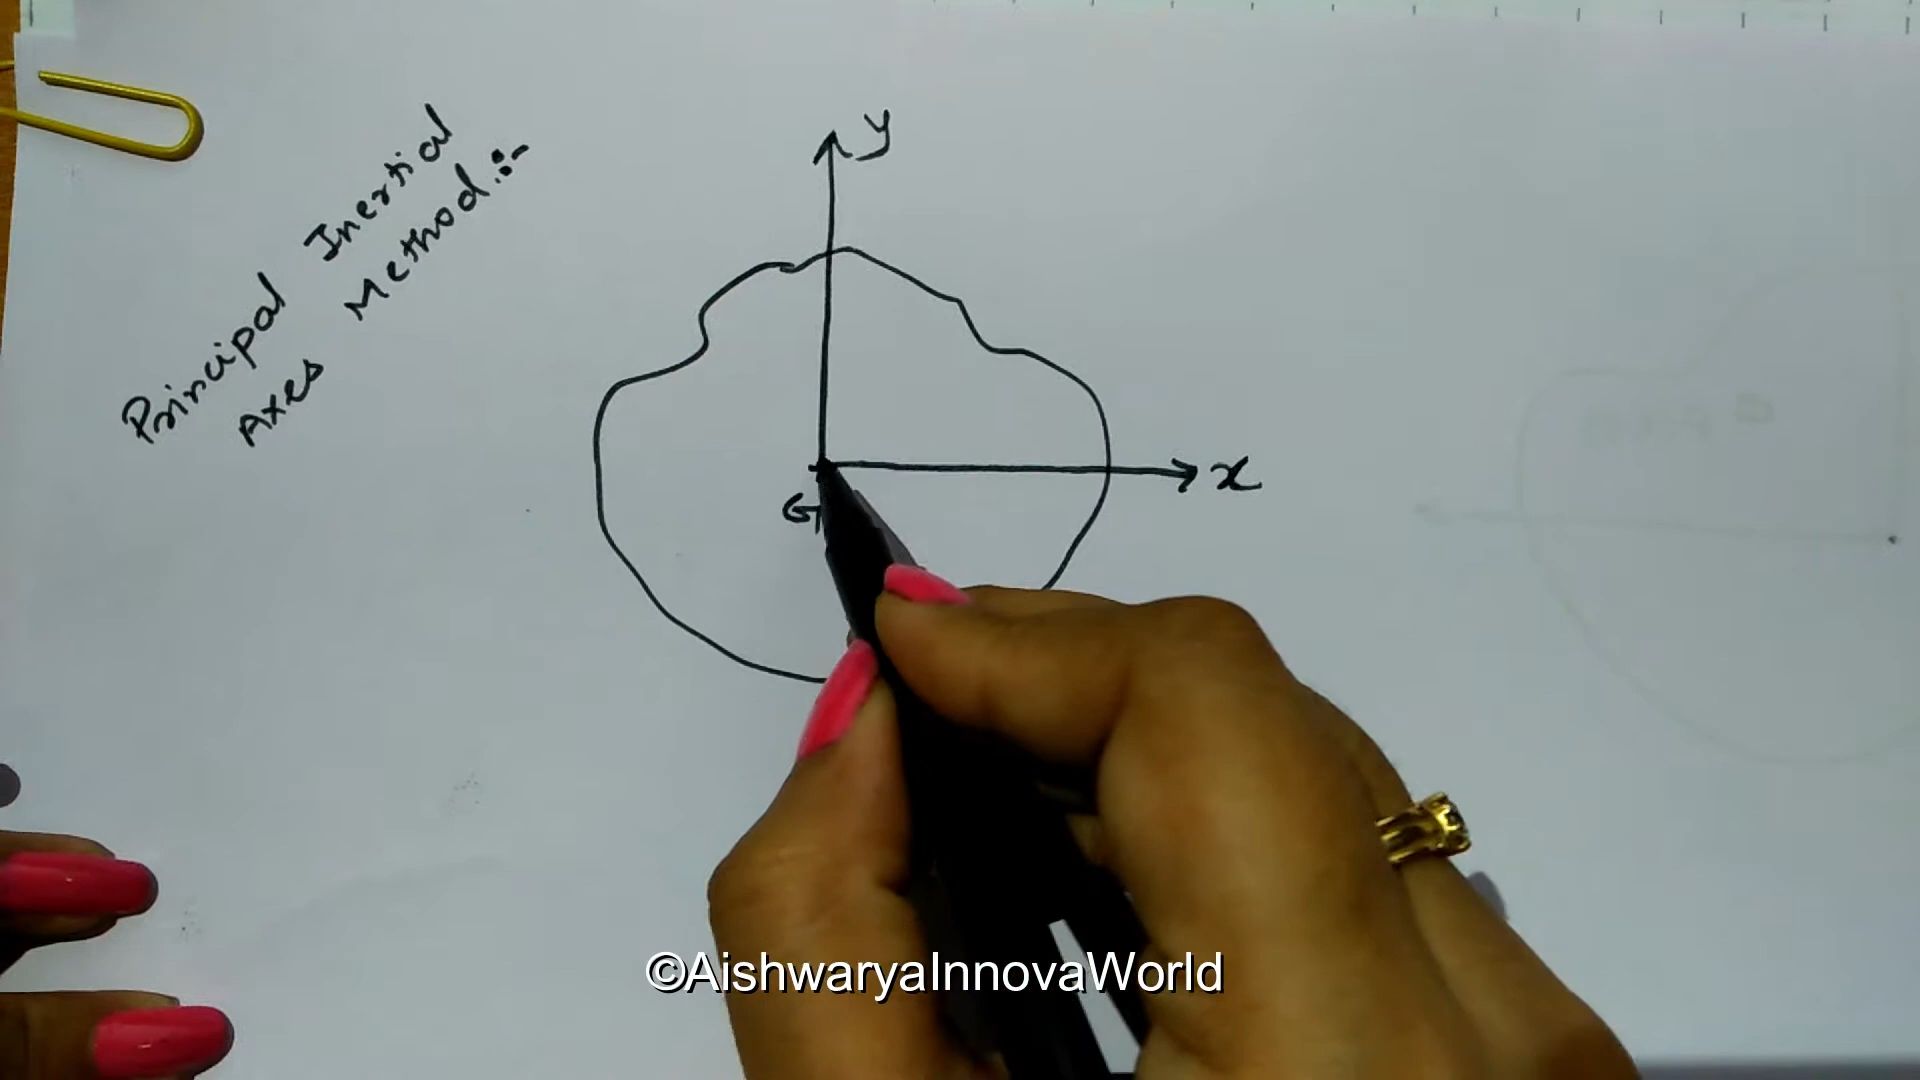 Principal Inertial
Axes Method :-
y
x
G
©AishwaryaInnovaWorld